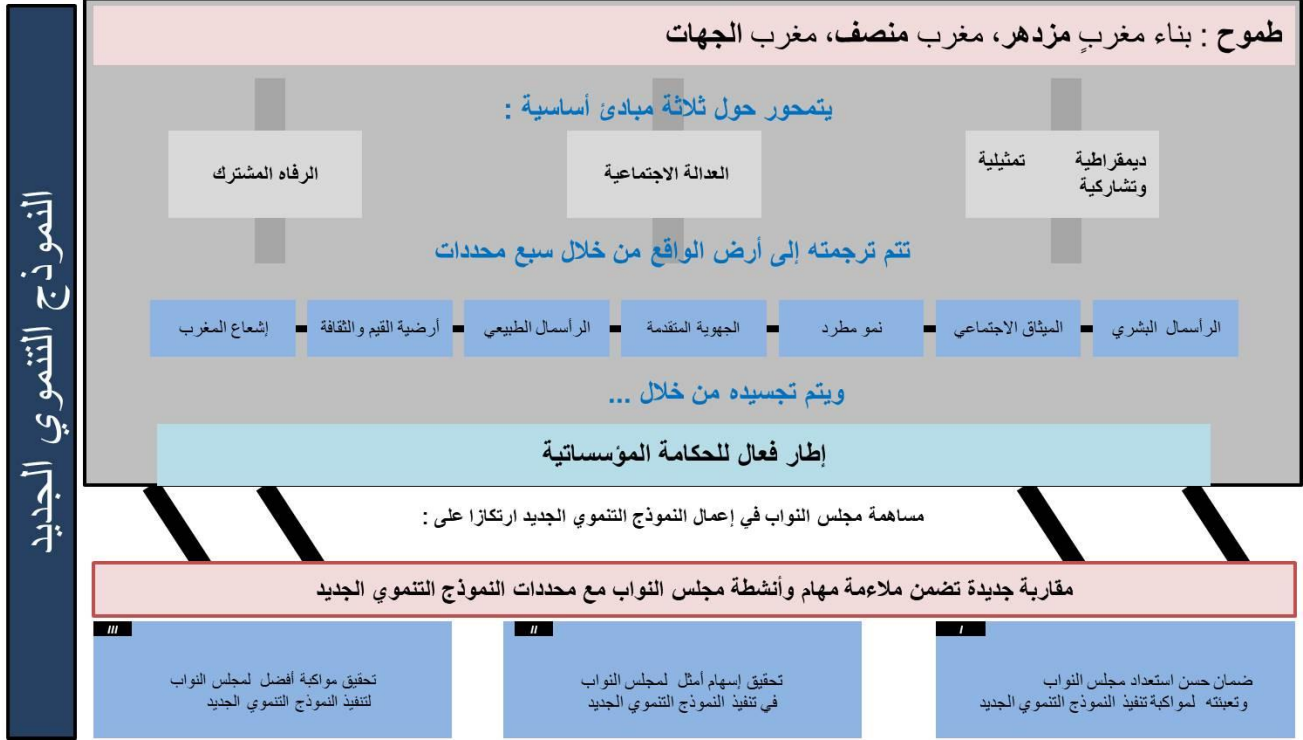 النموذج التنموي الجديد
طموح : بناء مغربٍ مزدهر، مغرب منصف، مغرب الجهات
يتمحور حول ثلاثة مبادئ أساسية :
ديمقراطية تمثيلية
وتشاركية
العدالة الاجتماعية
الرفاه المشترك
تتم ترجمته إلى أرض الواقع من خلال سبع محددات
الرأسمال البشري
الميثاق الاجتماعي
نمو مطرد
الجهوية المتقدمة
الرأسمال الطبيعي
أرضية القيم والثقافة
إشعاع المغرب
ويتم تجسيده من خلال ...
إطار فعال للحكامة المؤسساتية
مساهمة مجلس النواب في إعمال النموذج التنموي الجديد ارتكازا على :
مقاربة جديدة تضمن ملاءمة مهام وأنشطة مجلس النواب مع محددات النموذج التنموي الجديد
I
ضمان حسن استعداد مجلس النواب
وتعبئته لمواكبة تنفيذ النموذج التنموي الجديد
II
تحقيق إسهام أمثل لمجلس النواب
في تنفيذ النموذج التنموي الجديد
III
تحقيق مواكبة أفضل لمجلس النواب
لتنفيذ النموذج التنموي الجديد